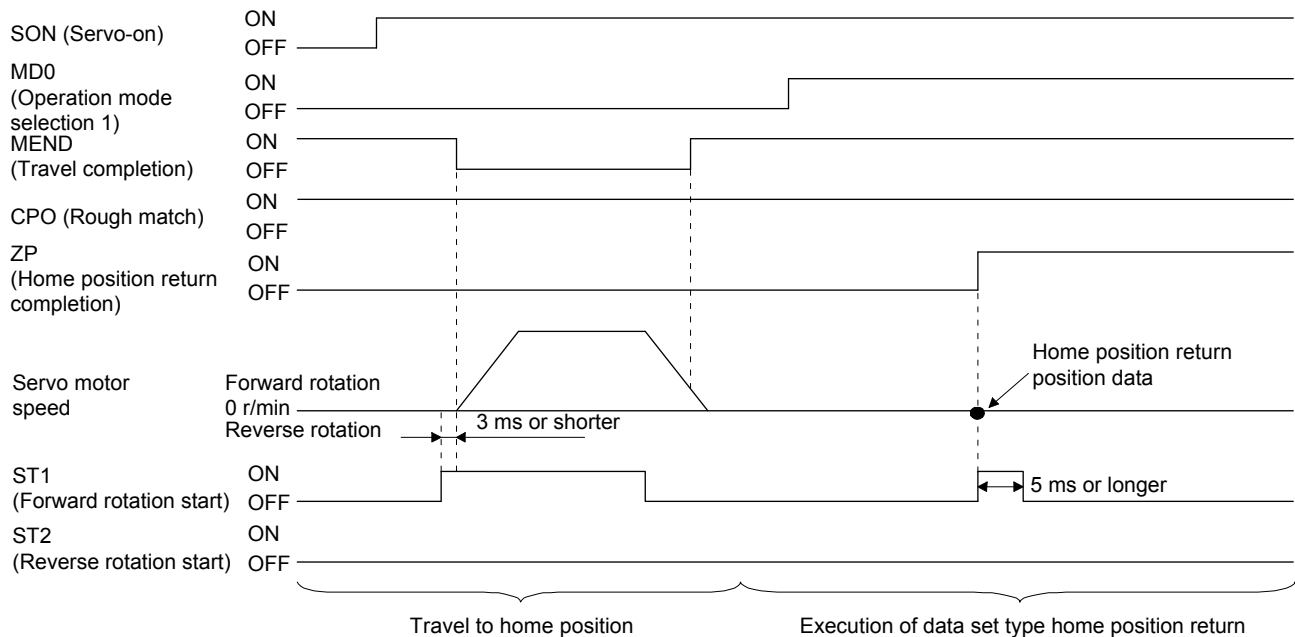 SON (Servo-on)
ON
OFF
MD0
(Operation mode
selection 1)
ON
OFF
MEND
(Travel completion)
ON
OFF
CPO (Rough match)
ON
OFF
ZP
(Home position return
completion)
ON
OFF
Servo motor
speed
Forward rotation
0 r/min
Reverse rotation
3 ms or shorter
Home position return
position data
ST1
(Forward rotation start)
ON
OFF
5 ms or longer
ST2
(Reverse rotation start)
ON
OFF
Travel to home position
Execution of data set type home position return